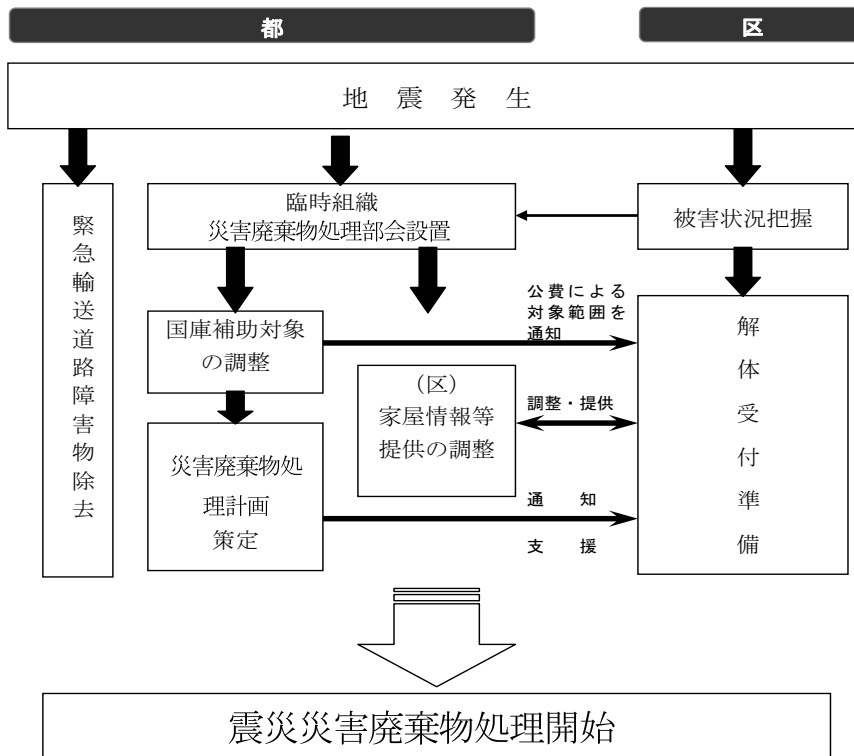 都
区
地震発生
緊急輸送道路障害物除去
臨時組織
災害廃棄物処理部会設置
被害状況把握
国庫補助対象
の調整
公費による
対象範囲を
通知
解体受付準備
（区）
家屋情報等
提供の調整
調整・提供
災害廃棄物処
理計画
策定
通　知
支　援
震災災害廃棄物処理開始